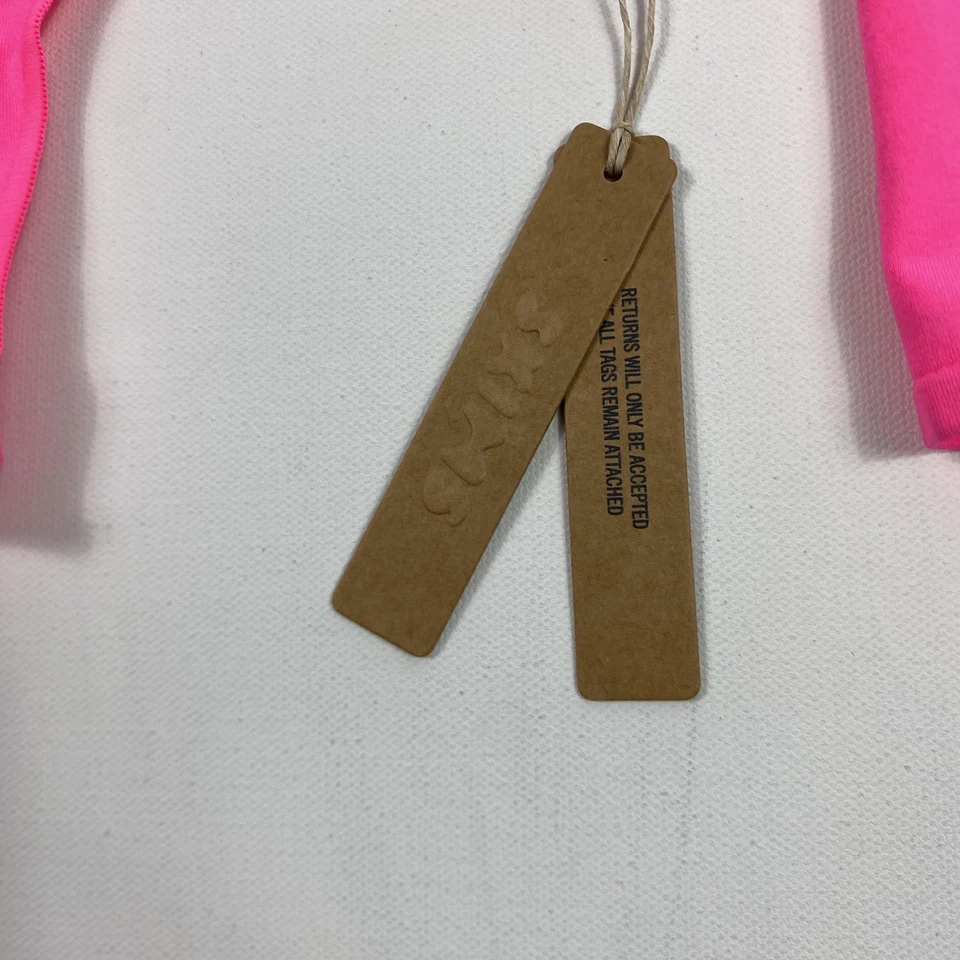 SKIMS
RETURNS WILL ONLY BE ACCEPTED
ALL TAGS REMAIN ATTACHED